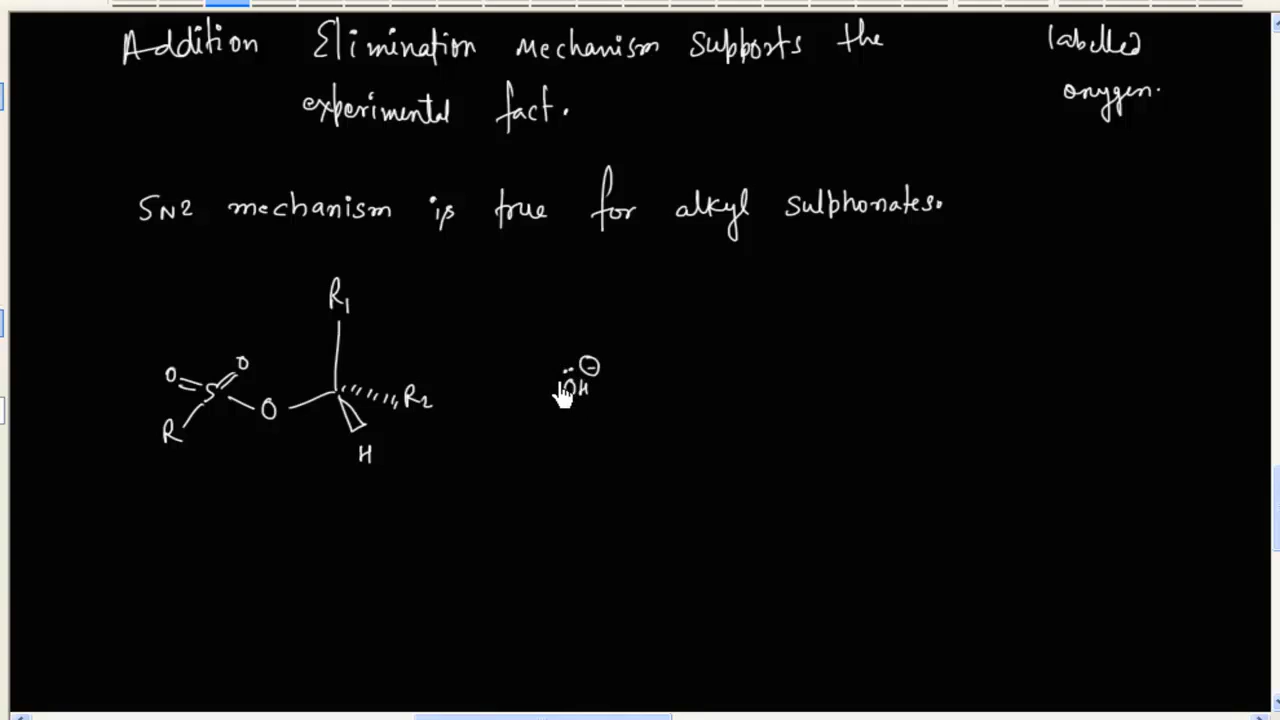 Addition Elimination mechanism supports the
experimental fact.
labelled
oxygen.
SN2 mechanism is true for alkyl sulphonates.
R1
O O
S
O R2
R
H
⊖
:OH